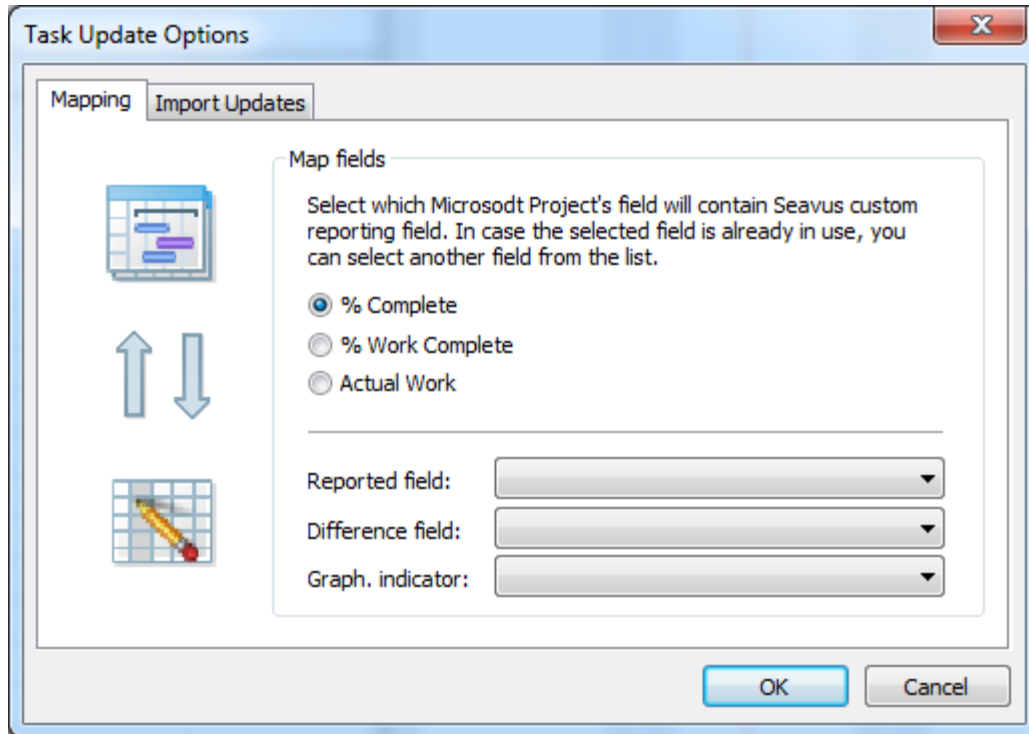 Task Update Options
Mapping
Import Updates
Map fields
Select which Microsodt Project's field will contain Seavus custom
reporting field. In case the selected field is already in use, you
can select another field from the list.
% Complete
% Work Complete
Actual Work
Reported field:
Difference field:
Graph. indicator:
OK
Cancel